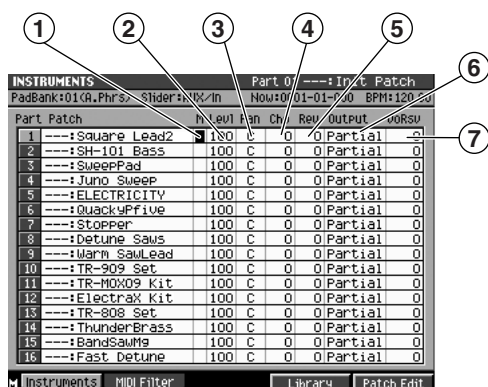 1 2 3 4 5 6 7
INSTRUMENTS Part 01 ---:Init Patch
PadBank:01(A.Phrs) Slider: Now: BPM:
Part Patch M Levl Pan Cho Rev Output VoRsv
1 ---:Square Lead2 100 C 0 0 Partial 0
2 ---:SH-101 Bass 100 C 0 0 Partial 0
3 ---:SweepPad 100 C 0 0 Partial 0
4 ---:Juno Sweep 100 C 0 0 Partial 0
5 ---:ELECTRICITY 100 C 0 0 Partial 0
6 ---:QuackyPfive 100 C 0 0 Partial 0
7 ---:Stopper 100 C 0 0 Partial 0
8 ---:Detune Saws 100 C 0 0 Partial 0
9 ---:Warm SawLead 100 C 0 0 Partial 0
10 ---:TR-909 Set 100 C 0 0 Partial 0
11 ---:TR-MOX09 Kit 100 C 0 0 Partial 0
12 ---:ElectraX Kit 100 C 0 0 Partial 0
13 ---:TR-808 Set 100 C 0 0 Partial 0
14 ---:ThunderBrass 100 C 0 0 Partial 0
15 ---:BandSawMg 100 C 0 0 Partial 0
16 ---:Fast Detune 100 C 0 0 Partial 0
M Instruments MIDI Filter Library Patch Edit